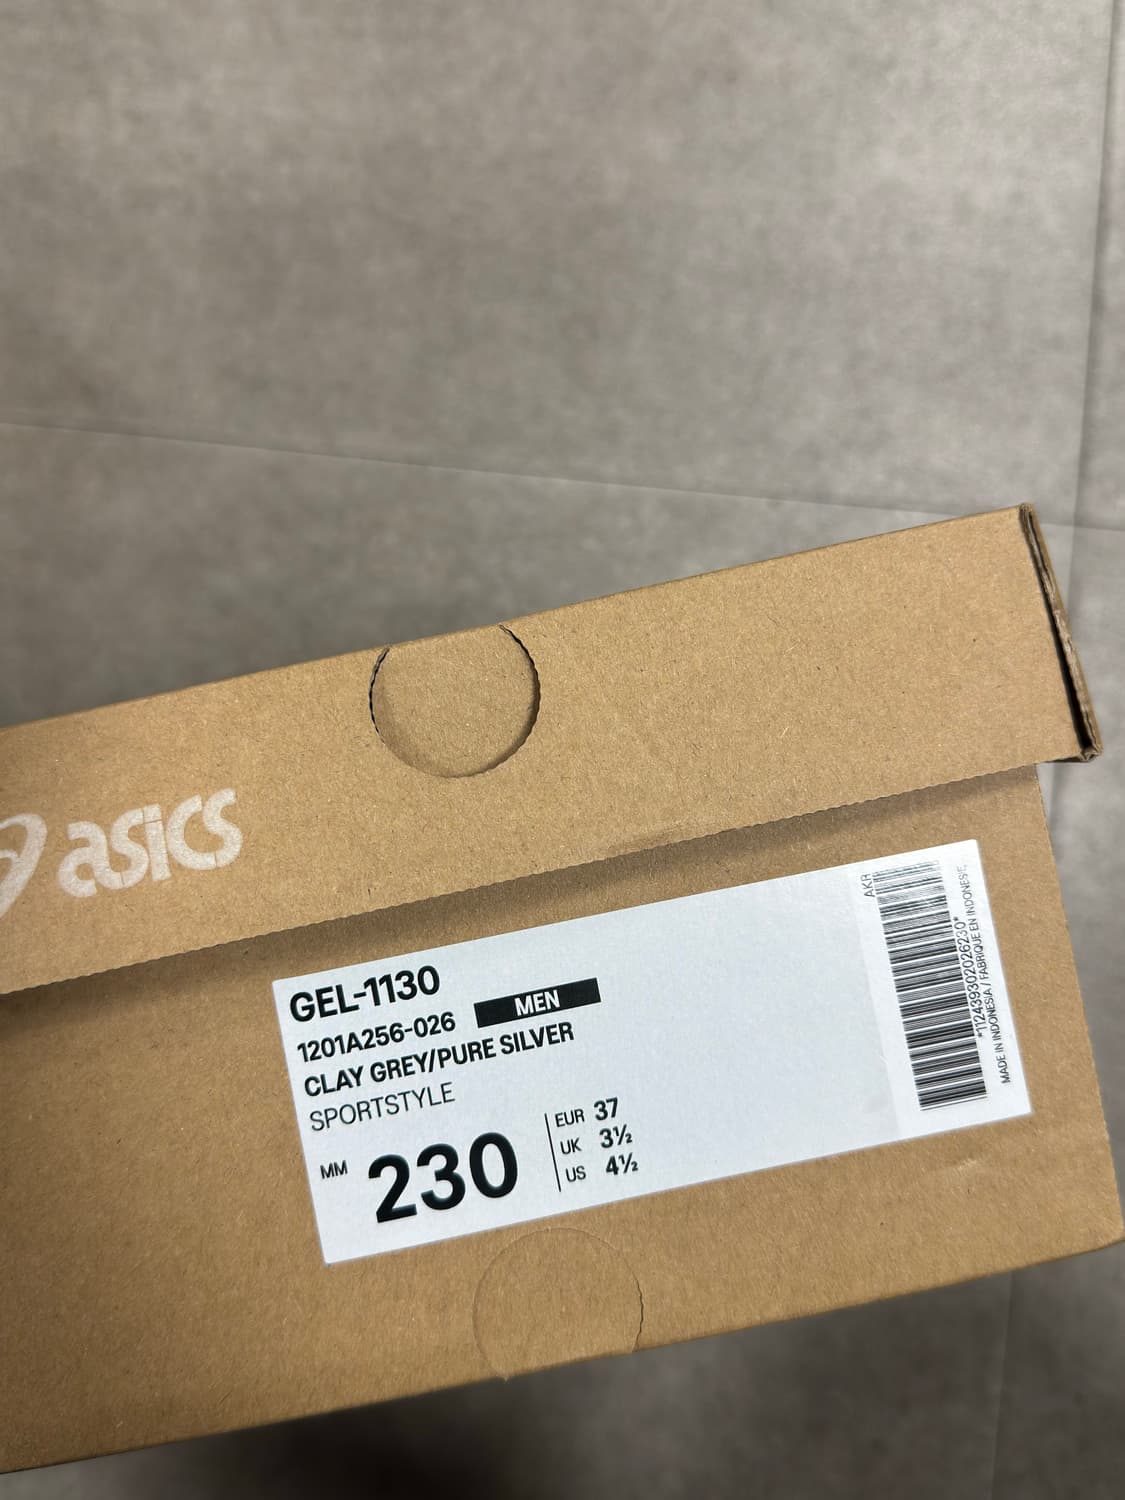 asics
GEL-1130
1201A256-026 MEN
CLAY GREY/PURE SILVER
SPORTSTYLE
MM 230
EUR 37
UK 3½
US 4½
AKR
*112439302026230*
MADE IN INDONESIA / FABRIQUE EN INDONESIE